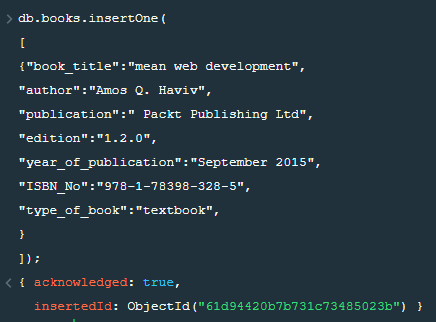 > db.books.insertOne(
[
{"book_title":"mean web development",
"author":"Amos Q. Haviv",
"publication":" Packt Publishing Ltd",
"edition":"1.2.0",
"year_of_publication":"September 2015",
"ISBN_No":"978-1-78398-328-5",
"type_of_book":"textbook",
}
]);
< { acknowledged: true,
insertedId: ObjectId("61d94420b7b731c73485023b") }